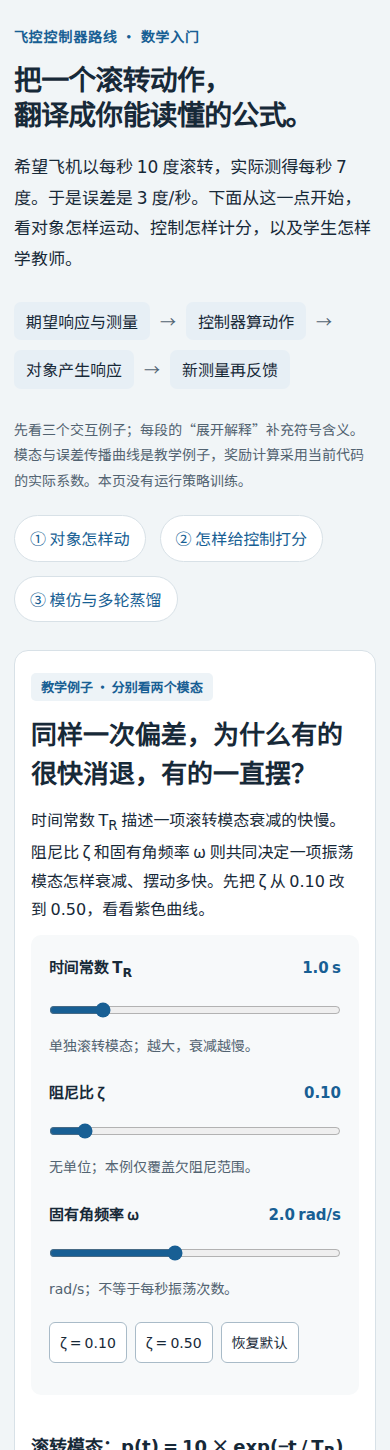 飞控控制器路线 · 数学入门
把一个滚转动作，
翻译成你能读懂的公式。
希望飞机以每秒 10 度滚转，实际测得每秒 7
度。于是误差是 3 度/秒。下面从这一点开始，
看对象怎样运动、控制怎样计分，以及学生怎样
学教师。
期望响应与测量 → 控制器算动作 →
对象产生响应 → 新测量再反馈
先看三个交互例子；每段的“展开解释”补充符号含义。
模态与误差传播曲线是教学例子，奖励计算采用当前代码
的实际系数。本页没有运行策略训练。
① 对象怎样动 ② 怎样给控制打分
③ 模仿与多轮蒸馏
教学例子 · 分别看两个模态
同样一次偏差，为什么有的
很快消退，有的一直摆？
时间常数 T_R 描述一项滚转模态衰减的快慢。
阻尼比 ζ 和固有角频率 ω 则共同决定一项振荡
模态怎样衰减、摆动多快。先把 ζ 从 0.10 改
到 0.50，看看紫色曲线。
时间常数 T_R 1.0 s
单独滚转模态；越大，衰减越慢。
阻尼比 ζ 0.10
无单位；本例仅覆盖欠阻尼范围。
固有角频率 ω 2.0 rad/s
rad/s；不等于每秒振荡次数。
ζ = 0.10 ζ = 0.50 恢复默认
滚转模态：p(t) = 10 × exp(−t / T_R)